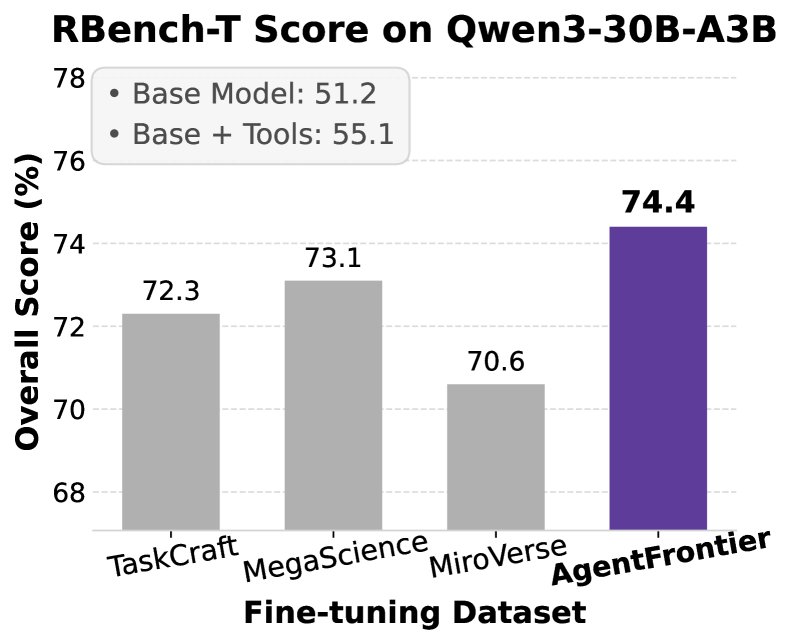 RBench-T Score on Qwen3-30B-A3B
• Base Model: 51.2
• Base + Tools: 55.1
Overall Score (%)
78
76
74
72
70
68
72.3
73.1
70.6
74.4
TaskCraft
MegaScience
MiroVerse
AgentFrontier
Fine-tuning Dataset